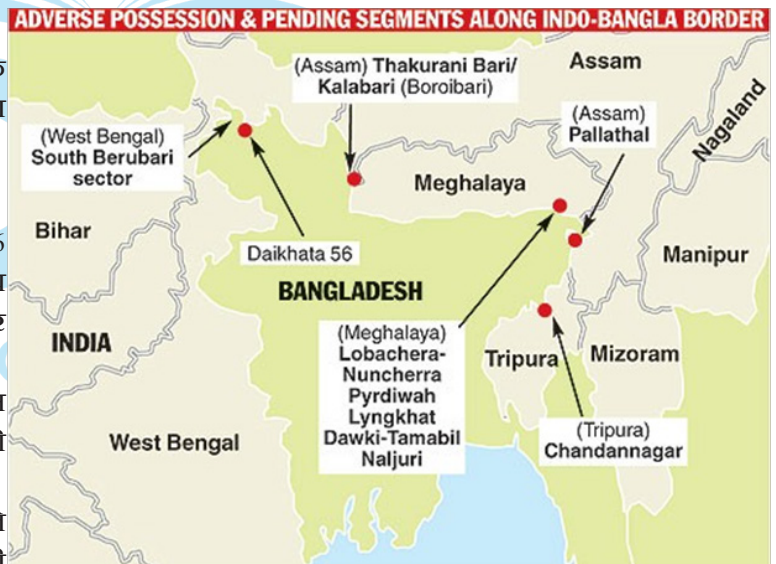 ADVERSE POSSESSION & PENDING SEGMENTS ALONG INDO-BANGLA BORDER
(Assam) Thakurani Bari/
Kalabari (Boroibari)
Assam
(Assam)
Pallathal
Nagaland
(West Bengal)
South Berubari
sector
Meghalaya
Bihar
Daikhata 56
Manipur
BANGLADESH
INDIA
(Meghalaya)
Lobachera-
Nuncherra
Pyrdiwah
Lyngkhat
Dawki-Tamabil
Naljuri
Tripura
Mizoram
West Bengal
(Tripura)
Chandannagar